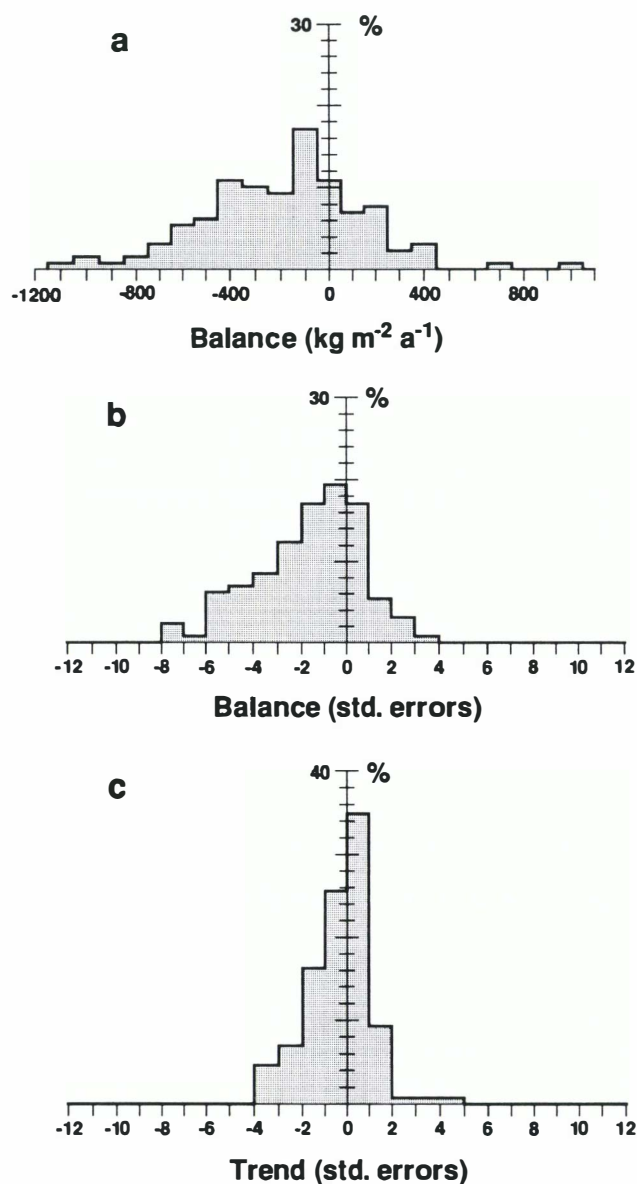 a
30 %
-1200 -800 -400 0 400 800
Balance (kg m⁻² a⁻¹)
b
30 %
-12 -10 -8 -6 -4 -2 0 2 4 6 8 10 12
Balance (std. errors)
c
40 %
-12 -10 -8 -6 -4 -2 0 2 4 6 8 10 12
Trend (std. errors)